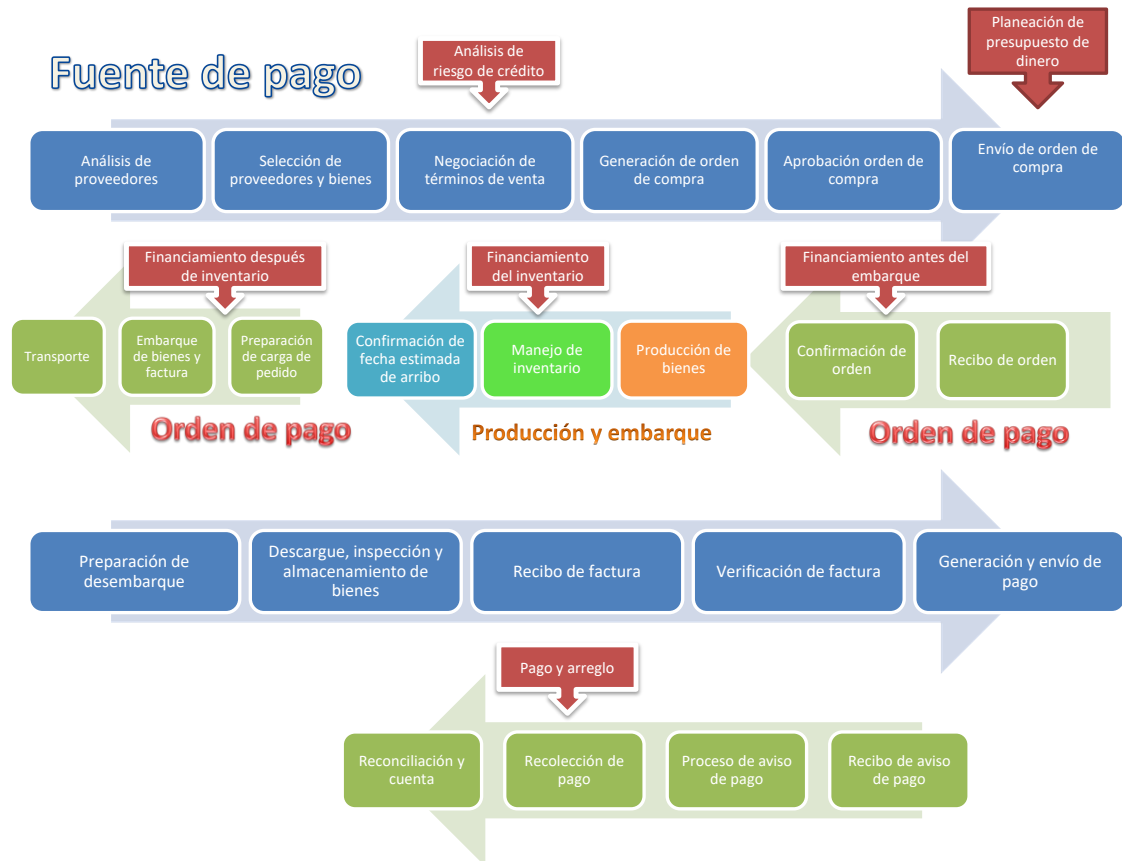 Planeación de
presupuesto de
dinero
Análisis de
riesgo de crédito
Fuente de pago
Análisis de
proveedores
Selección de
proveedores y bienes
Negociación de
términos de venta
Generación de orden
de compra
Aprobación orden de
compra
Envío de orden de
compra
Financiamiento después
de inventario
Financiamiento
del inventario
Financiamiento antes del
embarque
Transporte
Embarque
de bienes y
factura
Preparación
de carga de
pedido
Confirmación de
fecha estimada
de arribo
Manejo de
inventario
Producción de
bienes
Confirmación de
orden
Recibo de orden
Orden de pago
Producción y embarque
Orden de pago
Preparación de
desembarque
Descargue, inspección y
almacenamiento de
bienes
Recibo de factura
Verificación de factura
Generación y envío de
pago
Pago y arreglo
Reconciliación y
cuenta
Recolección de
pago
Proceso de aviso
de pago
Recibo de aviso
de pago